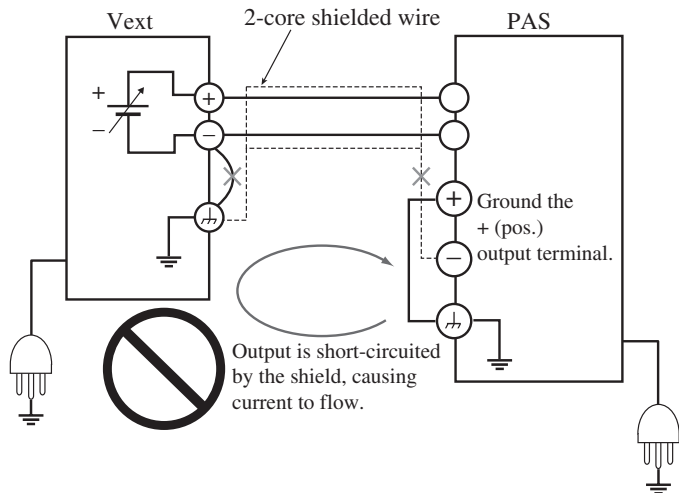 Vext
2-core shielded wire
PAS
+
−
+
−
+
−
Ground the
+ (pos.)
output terminal.
Output is short-circuited
by the shield, causing
current to flow.